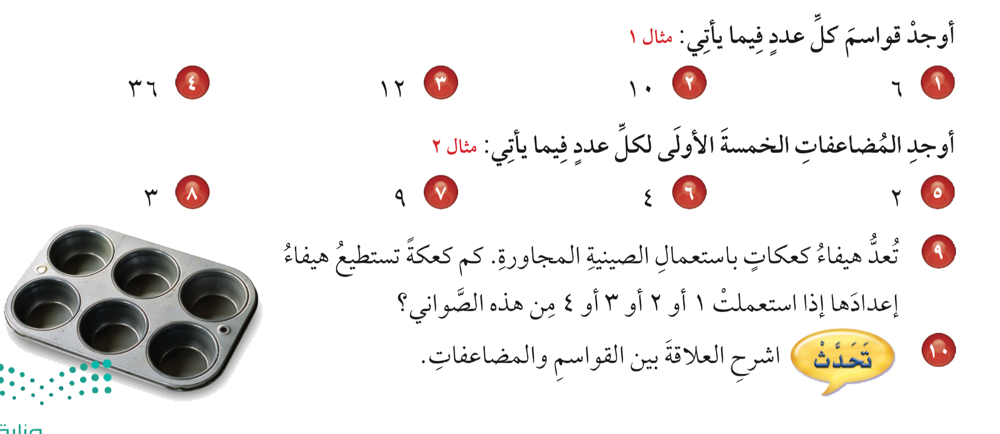 أوجدْ قواسمَ كلِّ عددٍ فِيما يأتِي: مثال ١
١ ٦ ٢ ١٠ ٣ ١٢ ٤ ٣٦
أوجدِ المُضاعفاتِ الخمسةَ الأولَى لكلِّ عددٍ فِيما يأتِي: مثال ٢
٥ ٢ ٦ ٤ ٧ ٩ ٨ ٣
٩ تُعدُّ هيفاءُ كعكاتٍ باستعمالِ الصينيةِ المجاورةِ. كم كعكةً تستطيعُ هيفاءُ
إعدادَها إذا استعملتْ ١ أو ٢ أو ٣ أو ٤ مِن هذه الصَّواني؟
١٠ تَحَدَّثْ اشرحِ العلاقةَ بين القواسمِ والمضاعفاتِ.